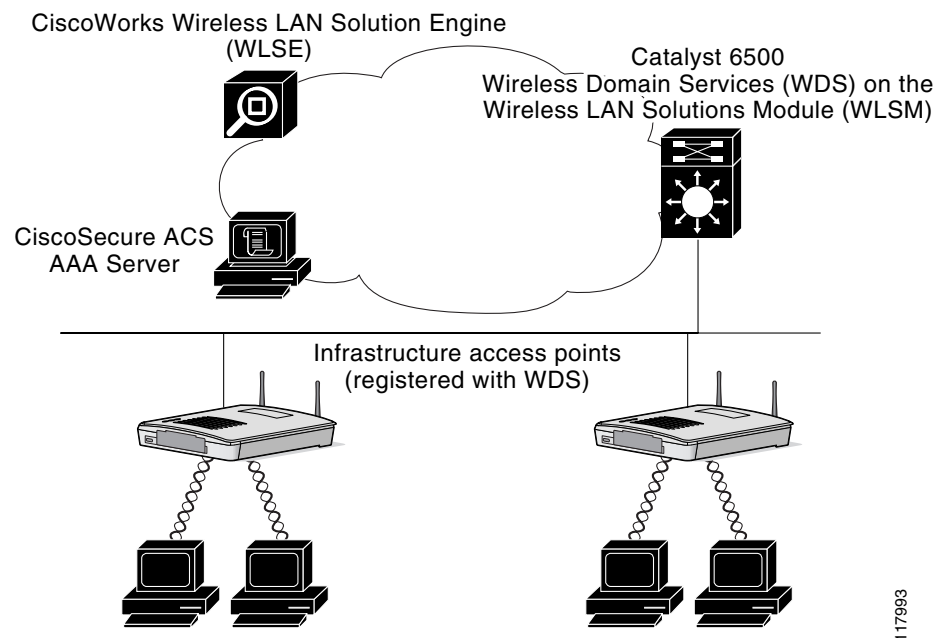 CiscoWorks Wireless LAN Solution Engine
(WLSE)
Catalyst 6500
Wireless Domain Services (WDS) on the
Wireless LAN Solutions Module (WLSM)
CiscoSecure ACS
AAA Server
Infrastructure access points
(registered with WDS)
117993